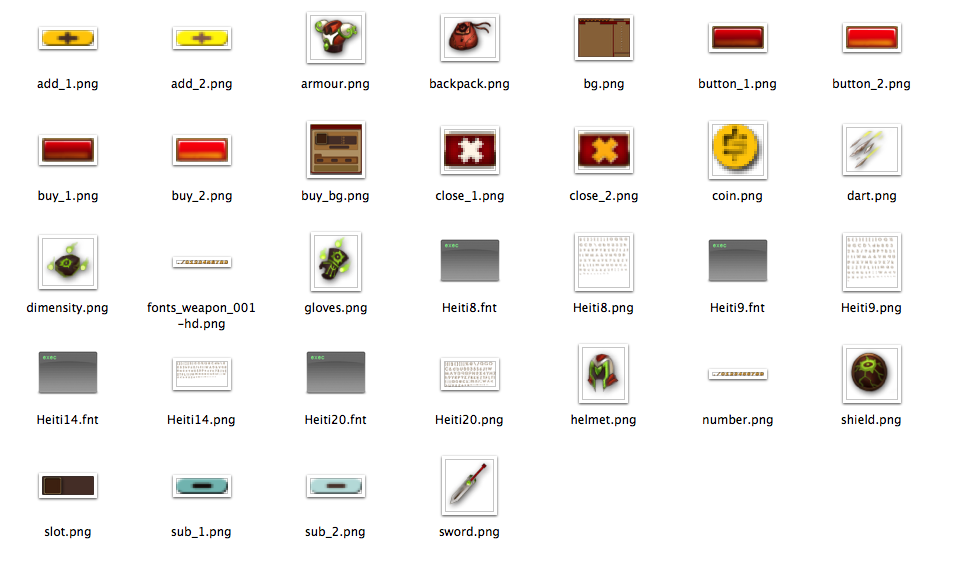 add_1.png
add_2.png
armour.png
backpack.png
bg.png
button_1.png
button_2.png
buy_1.png
buy_2.png
buy_bg.png
close_1.png
close_2.png
coin.png
dart.png
dimensity.png
fonts_weapon_001
-hd.png
gloves.png
exec
Heiti8.fnt
Heiti8.png
exec
Heiti9.fnt
Heiti9.png
exec
Heiti14.fnt
Heiti14.png
exec
Heiti20.fnt
Heiti20.png
helmet.png
number.png
shield.png
slot.png
sub_1.png
sub_2.png
sword.png